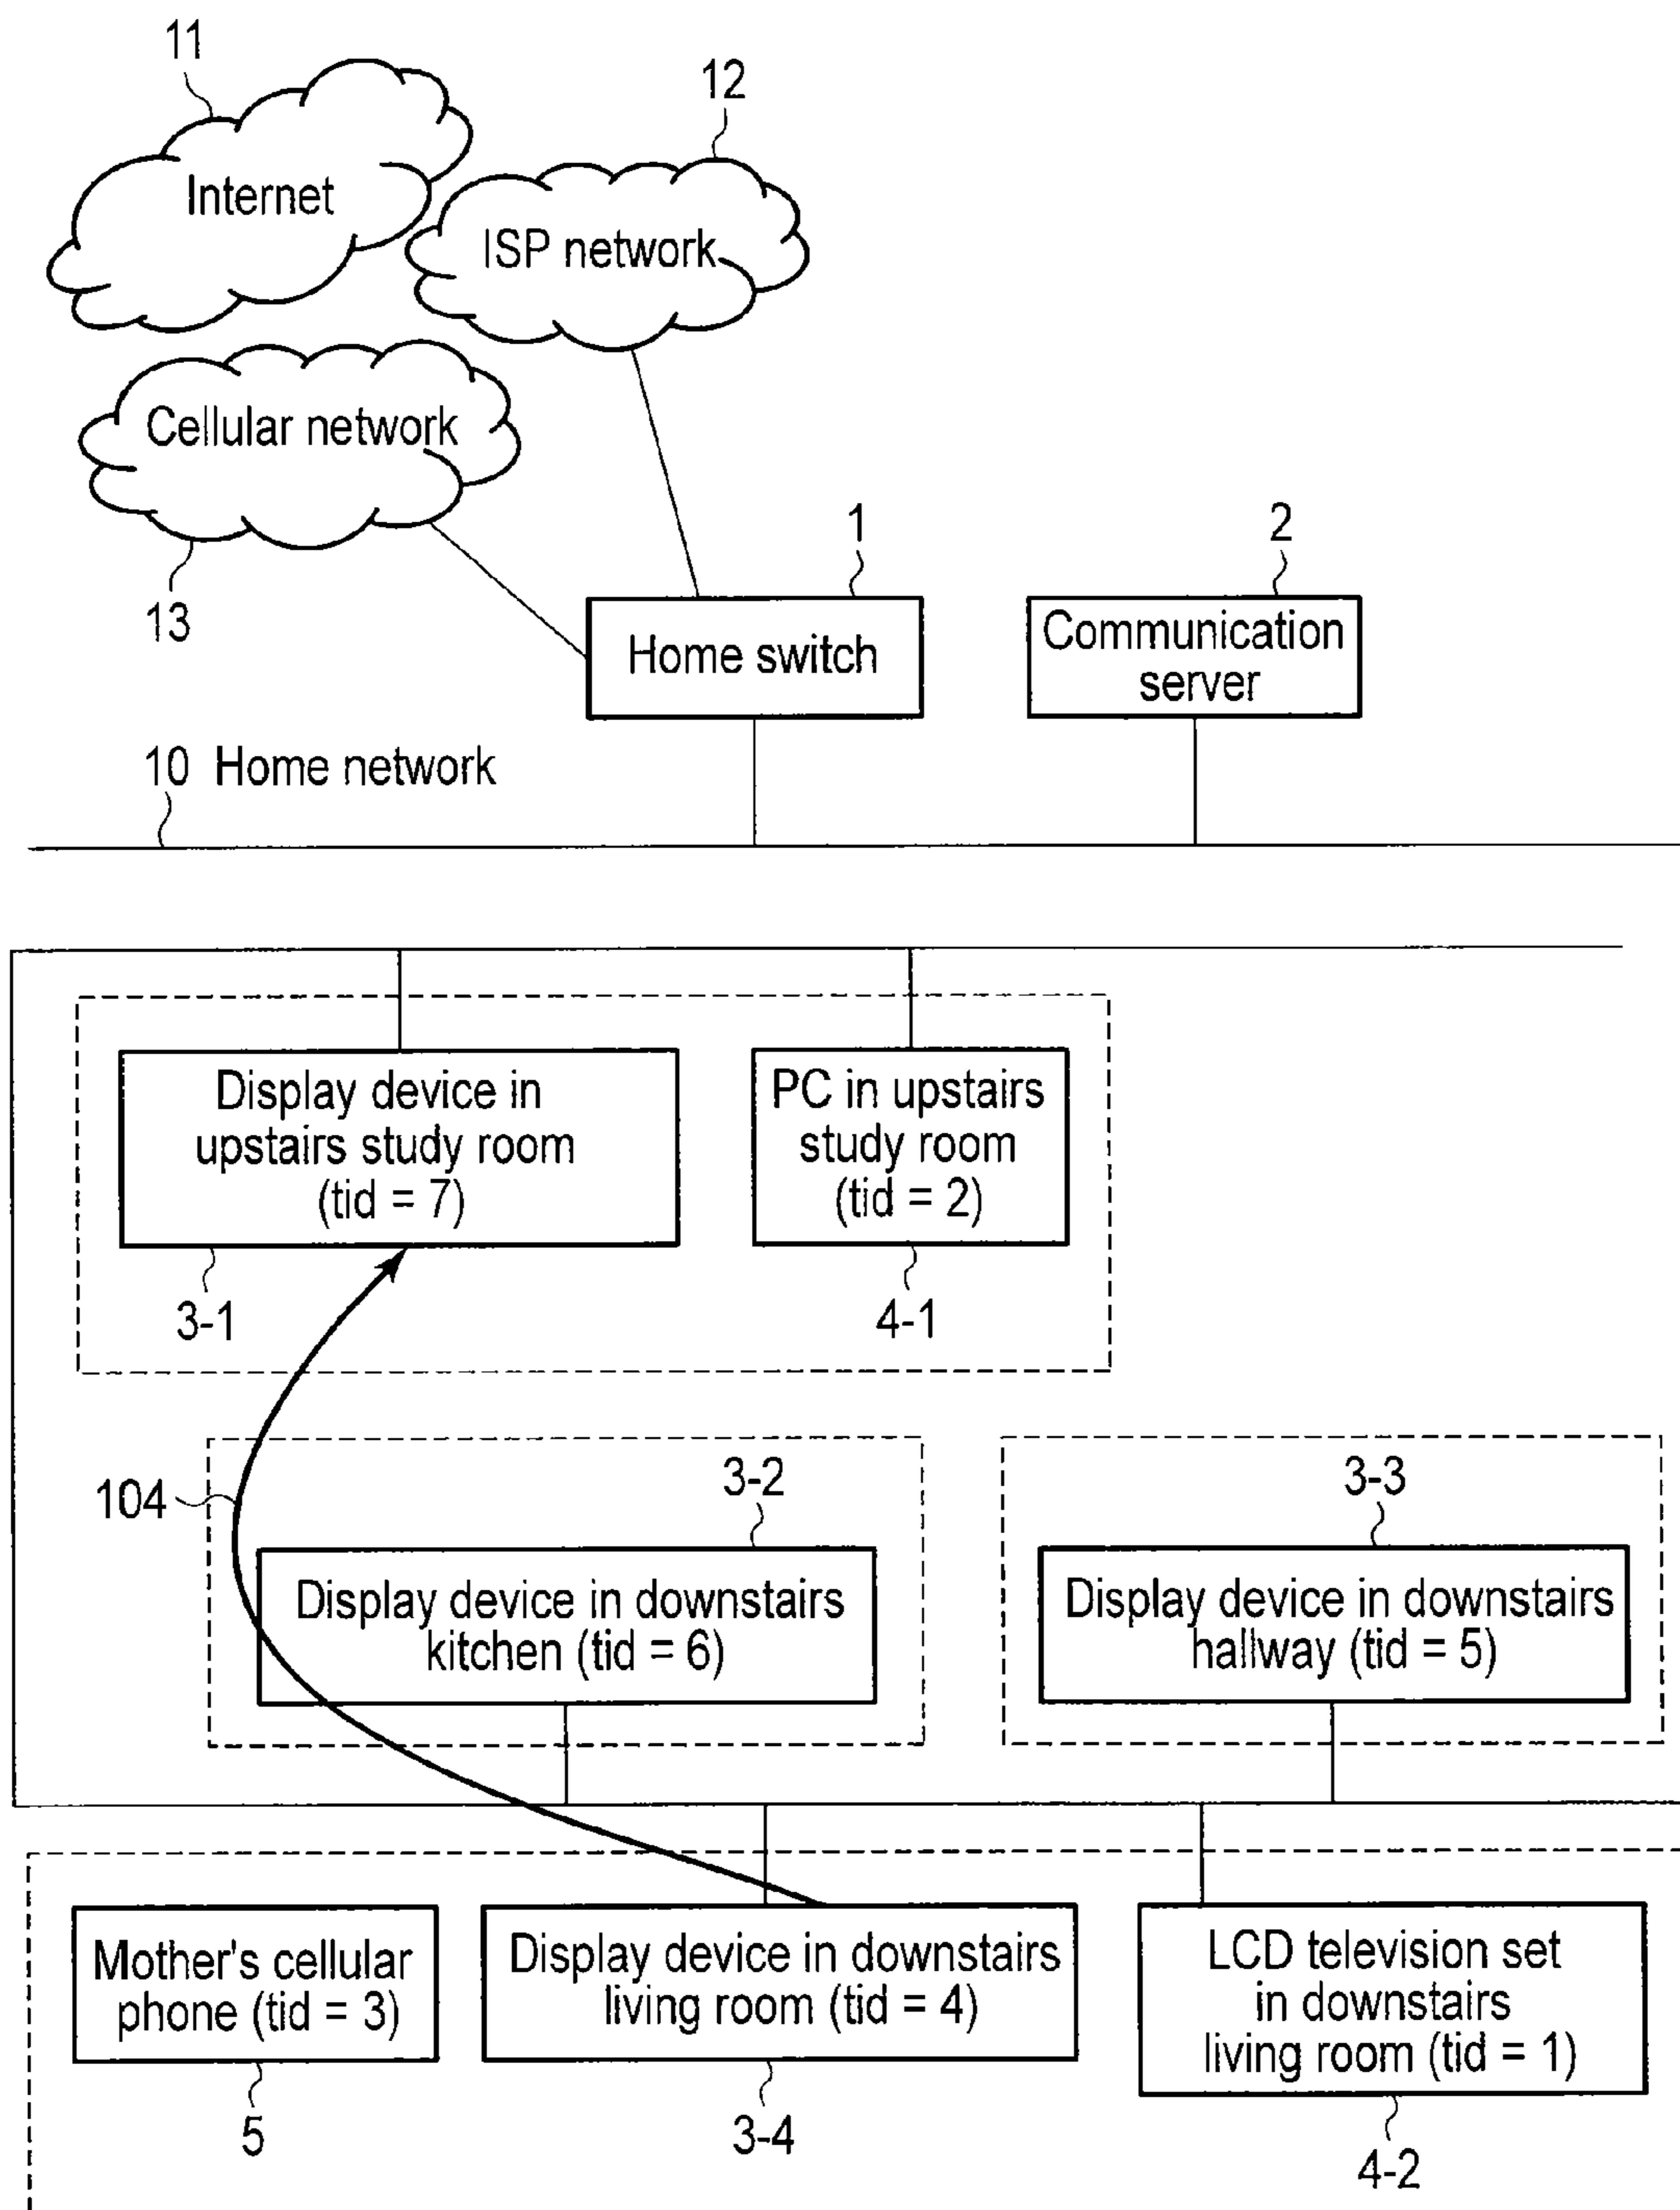 11
12
Internet
ISP network
Cellular network
13
1
2
Home switch
Communication
server
10 Home network
Display device in
upstairs study room
(tid = 7)
PC in upstairs
study room
(tid = 2)
3-1
4-1
104
3-2
3-3
Display device in downstairs
kitchen (tid = 6)
Display device in downstairs
hallway (tid = 5)
Mother's cellular
phone (tid = 3)
Display device in downstairs
living room (tid = 4)
LCD television set
in downstairs
living room (tid = 1)
5
3-4
4-2